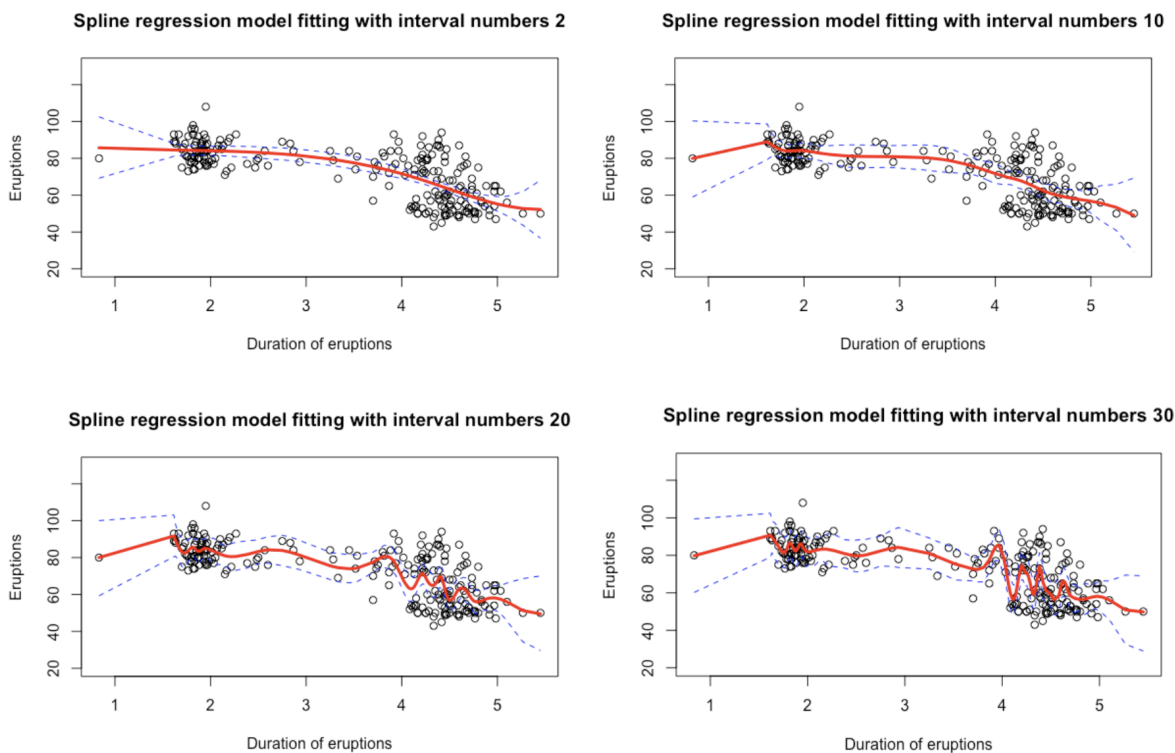 Spline regression model fitting with interval numbers 2
Eruptions
20 40 60 80 100
1 2 3 4 5
Duration of eruptions
Spline regression model fitting with interval numbers 10
Eruptions
20 40 60 80 100
1 2 3 4 5
Duration of eruptions
Spline regression model fitting with interval numbers 20
Eruptions
20 40 60 80 100
1 2 3 4 5
Duration of eruptions
Spline regression model fitting with interval numbers 30
Eruptions
20 40 60 80 100
1 2 3 4 5
Duration of eruptions